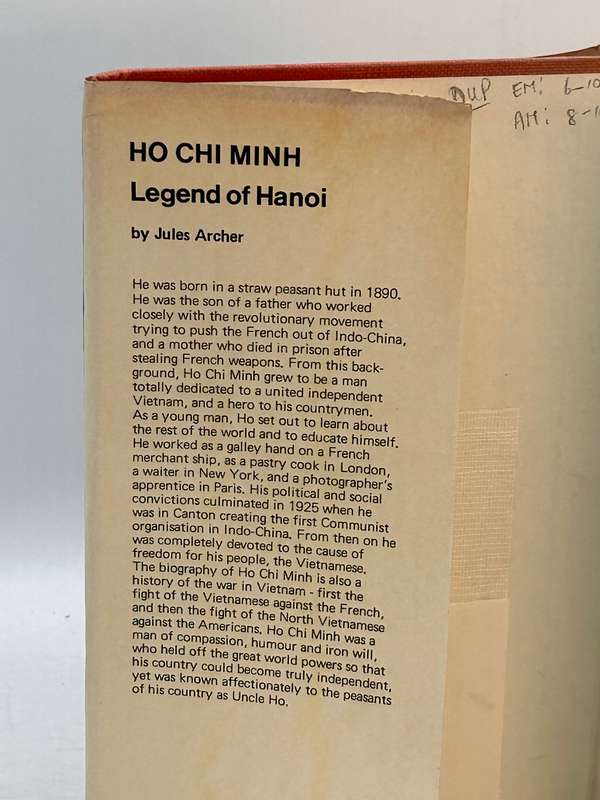 DUP EM: 6-10
AM: 8-1
HO CHI MINH
Legend of Hanoi
by Jules Archer
He was born in a straw peasant hut in 1890.
He was the son of a father who worked
closely with the revolutionary movement
trying to push the French out of Indo-China,
and a mother who died in prison after
stealing French weapons. From this back-
ground, Ho Chi Minh grew to be a man
totally dedicated to a united independent
Vietnam, and a hero to his countrymen.
As a young man, Ho set out to learn about
the rest of the world and to educate himself.
He worked as a galley hand on a French
merchant ship, as a pastry cook in London,
a waiter in New York, and a photographer's
apprentice in Paris. His political and social
convictions culminated in 1925 when he
was in Canton creating the first Communist
organisation in Indo-China. From then on he
was completely devoted to the cause of
freedom for his people, the Vietnamese.
The biography of Ho Chi Minh is also a
history of the war in Vietnam - first the
fight of the Vietnamese against the French,
and then the fight of the North Vietnamese
against the Americans. Ho Chi Minh was a
man of compassion, humour and iron will,
who held off the great world powers so that
his country could become truly independent,
yet was known affectionately to the peasants
of his country as Uncle Ho.